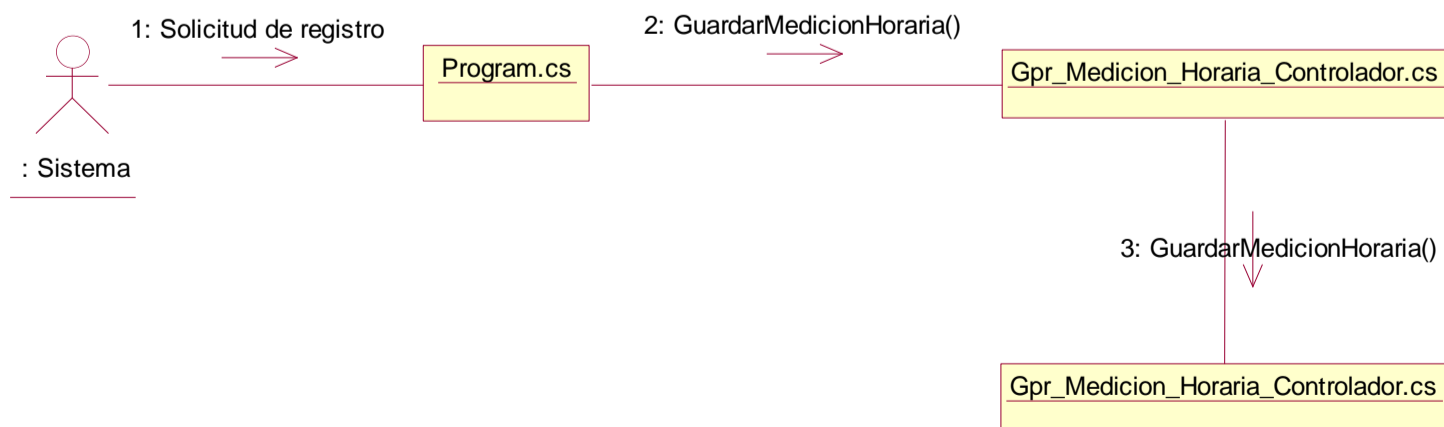 1: Solicitud de registro
2: GuardarMedicionHoraria()
Program.cs
Gpr_Medicion_Horaria_Controlador.cs
: Sistema
3: GuardarMedicionHoraria()
Gpr_Medicion_Horaria_Controlador.cs